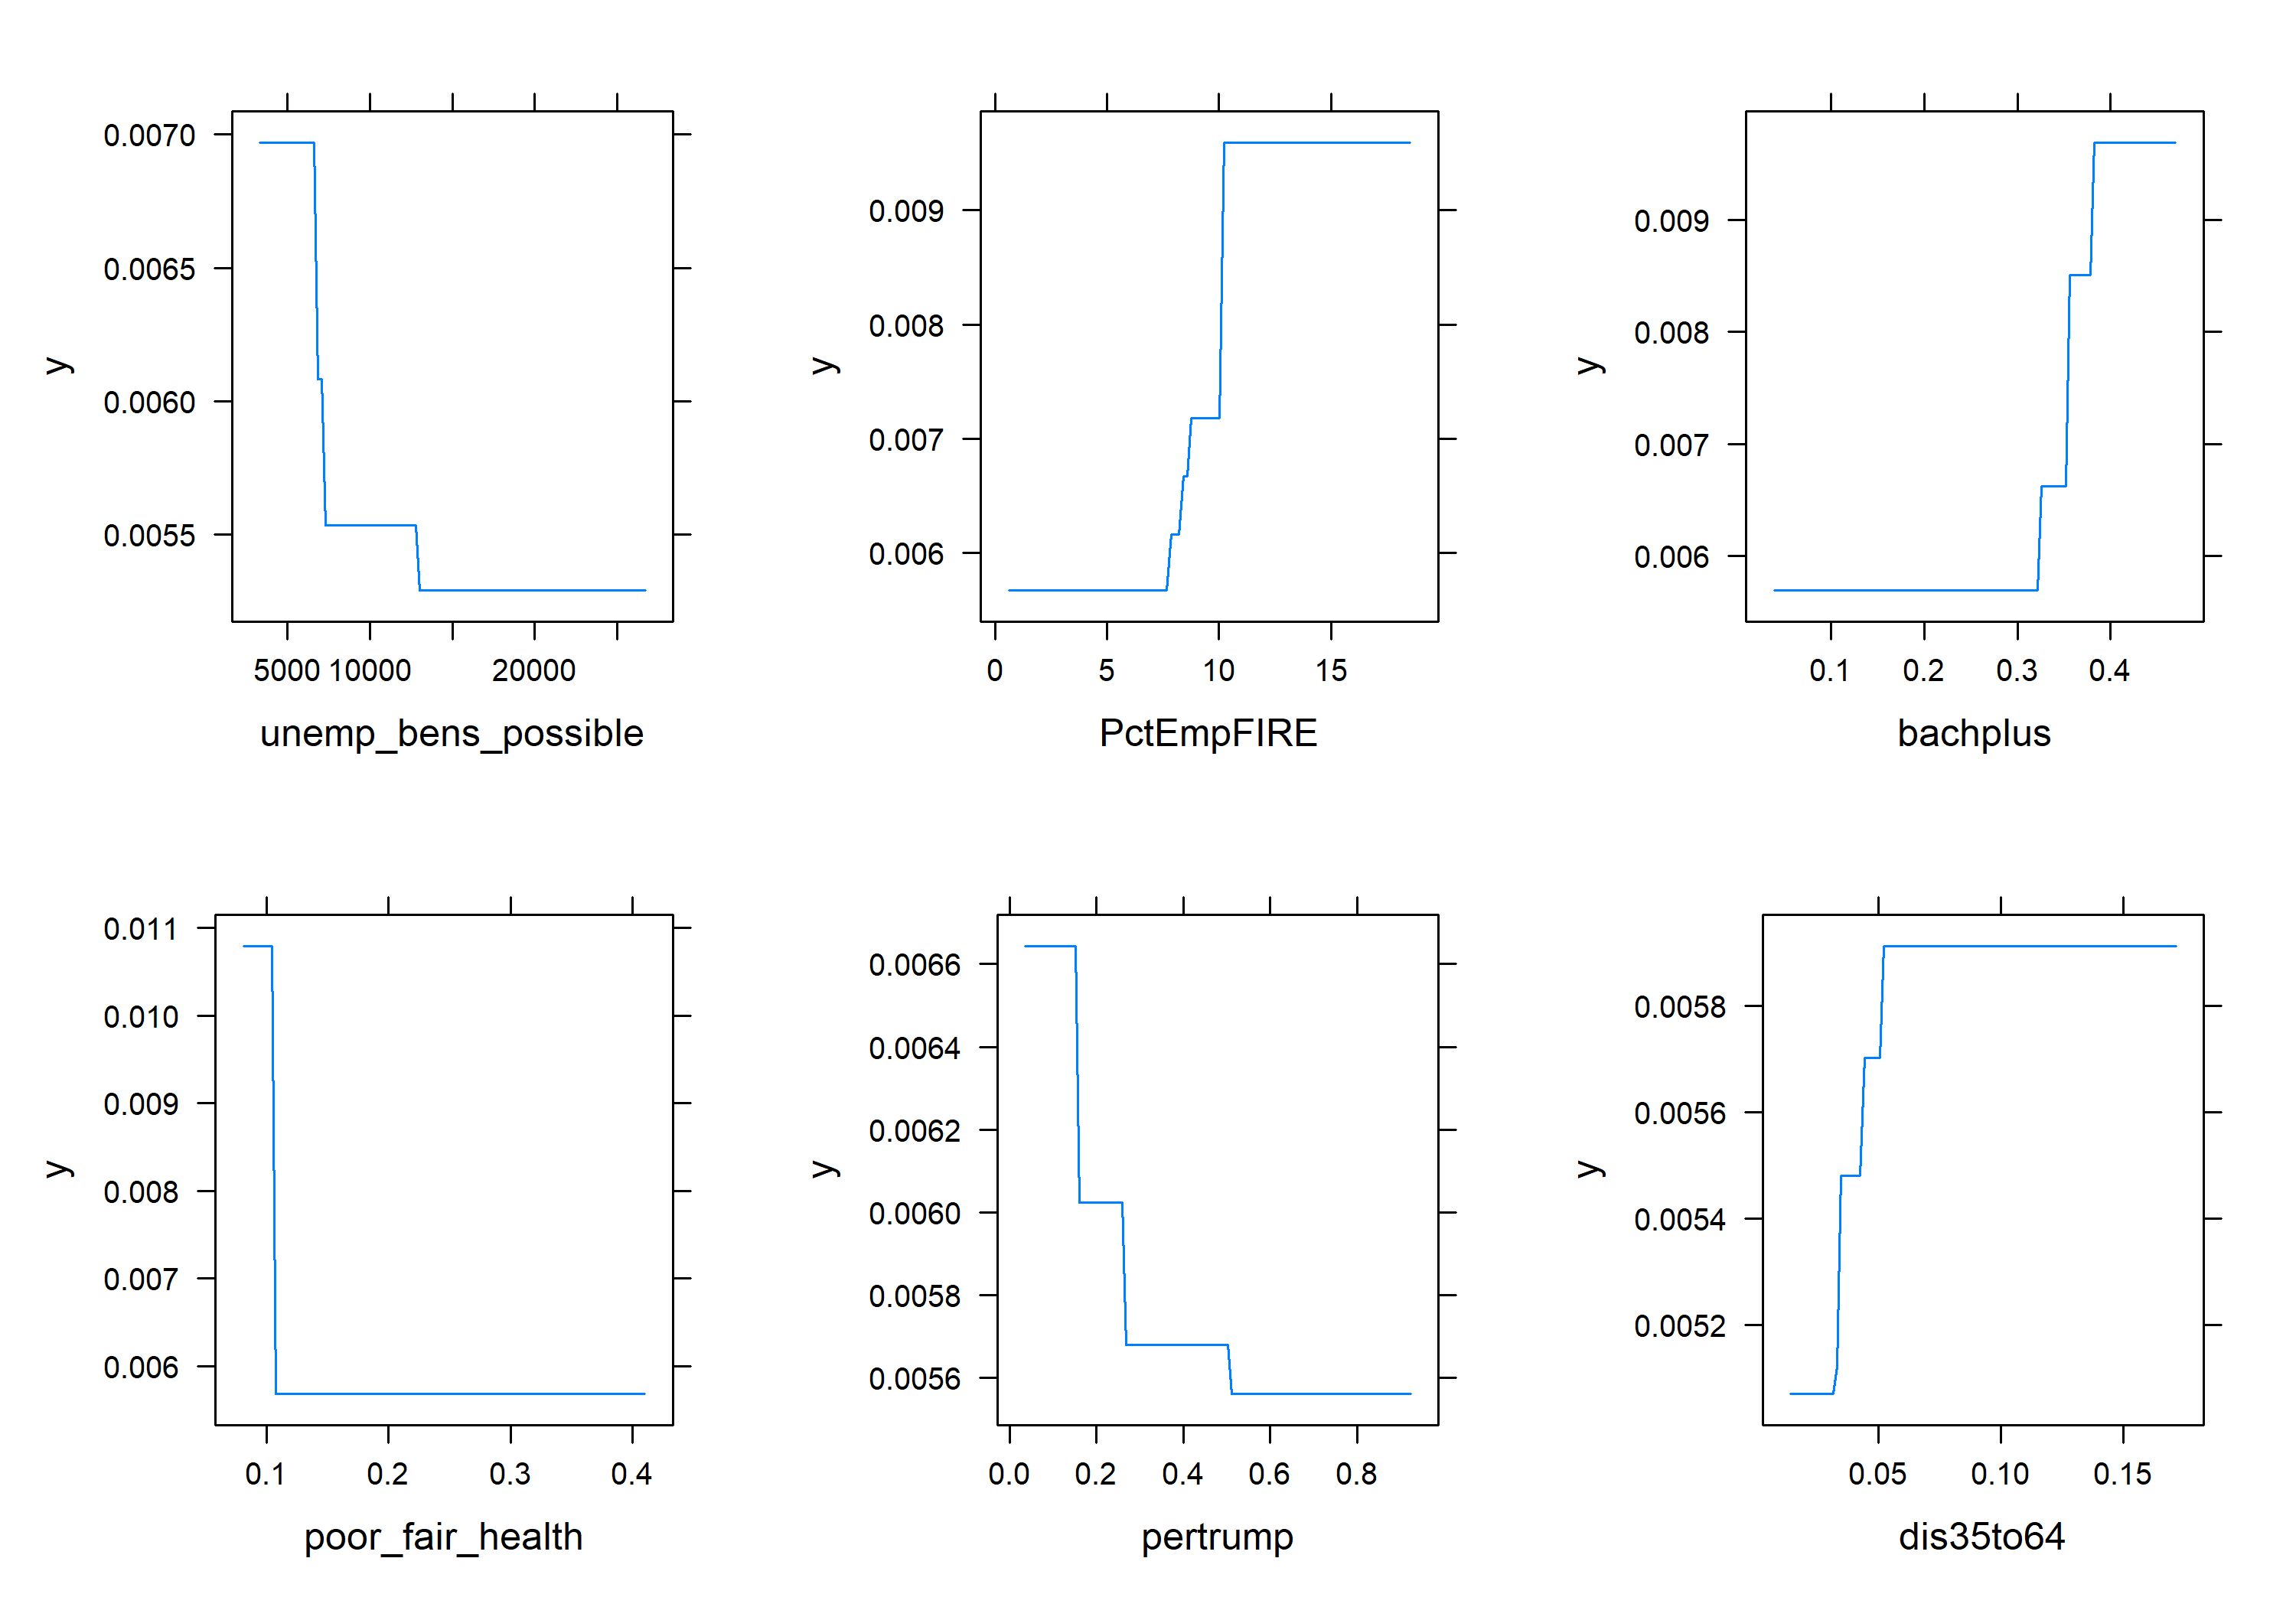 0.0070
0.0065
0.0060
0.0055
y
5000 10000 20000
unemp_bens_possible
0.009
0.008
0.007
0.006
y
0 5 10 15
PctEmpFIRE
0.009
0.008
0.007
0.006
y
0.1 0.2 0.3 0.4
bachplus
0.011
0.010
0.009
0.008
0.007
0.006
y
0.1 0.2 0.3 0.4
poor_fair_health
0.0066
0.0064
0.0062
0.0060
0.0058
0.0056
y
0.0 0.2 0.4 0.6 0.8
pertrump
0.0058
0.0056
0.0054
0.0052
y
0.05 0.10 0.15
dis35to64